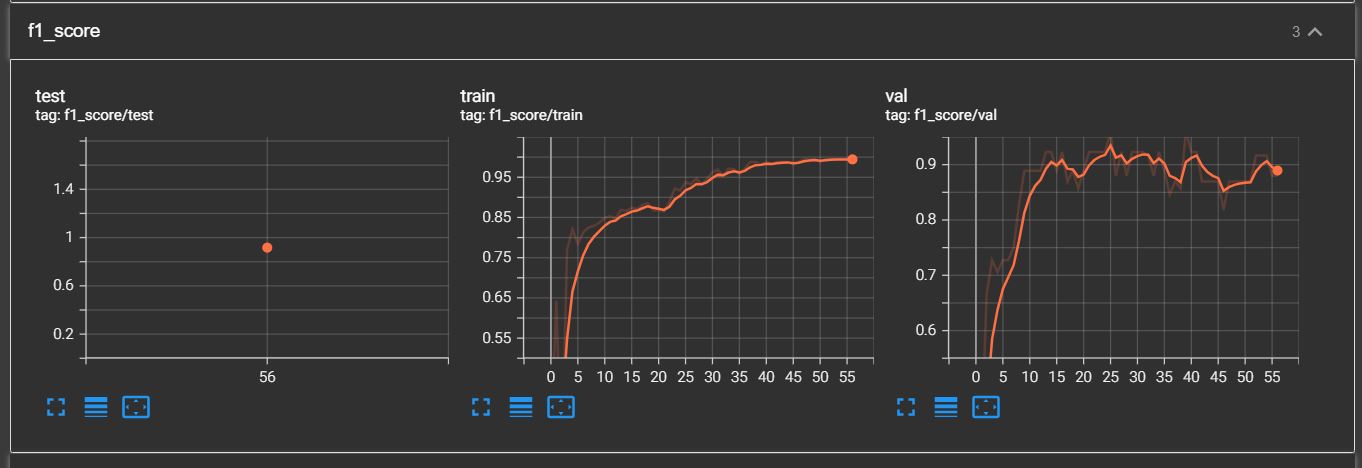 f1_score 3
test
tag: f1_score/test
1.4
1
0.6
0.2
56
train
tag: f1_score/train
0.95
0.85
0.75
0.65
0.55
0 5 10 15 20 25 30 35 40 45 50 55
val
tag: f1_score/val
0.9
0.8
0.7
0.6
0 5 10 15 20 25 30 35 40 45 50 55